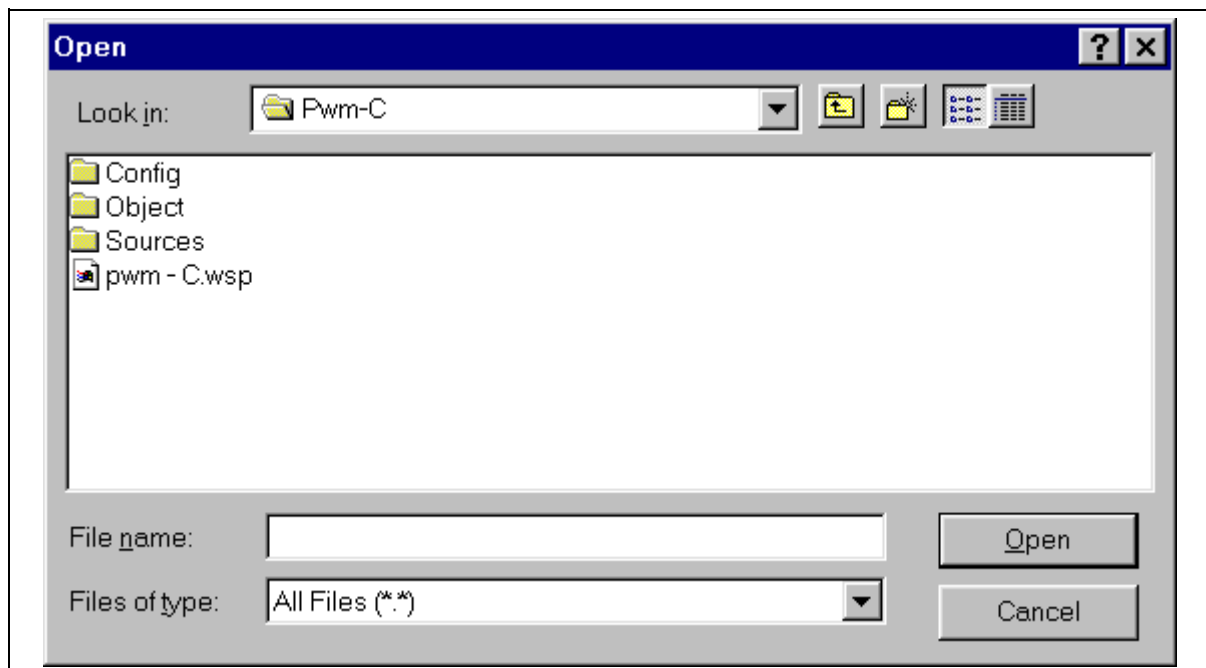 Open
Look in: Pwm-C
Config
Object
Sources
pwm - C.wsp
File name:
Open
Files of type: All Files (*.*)
Cancel